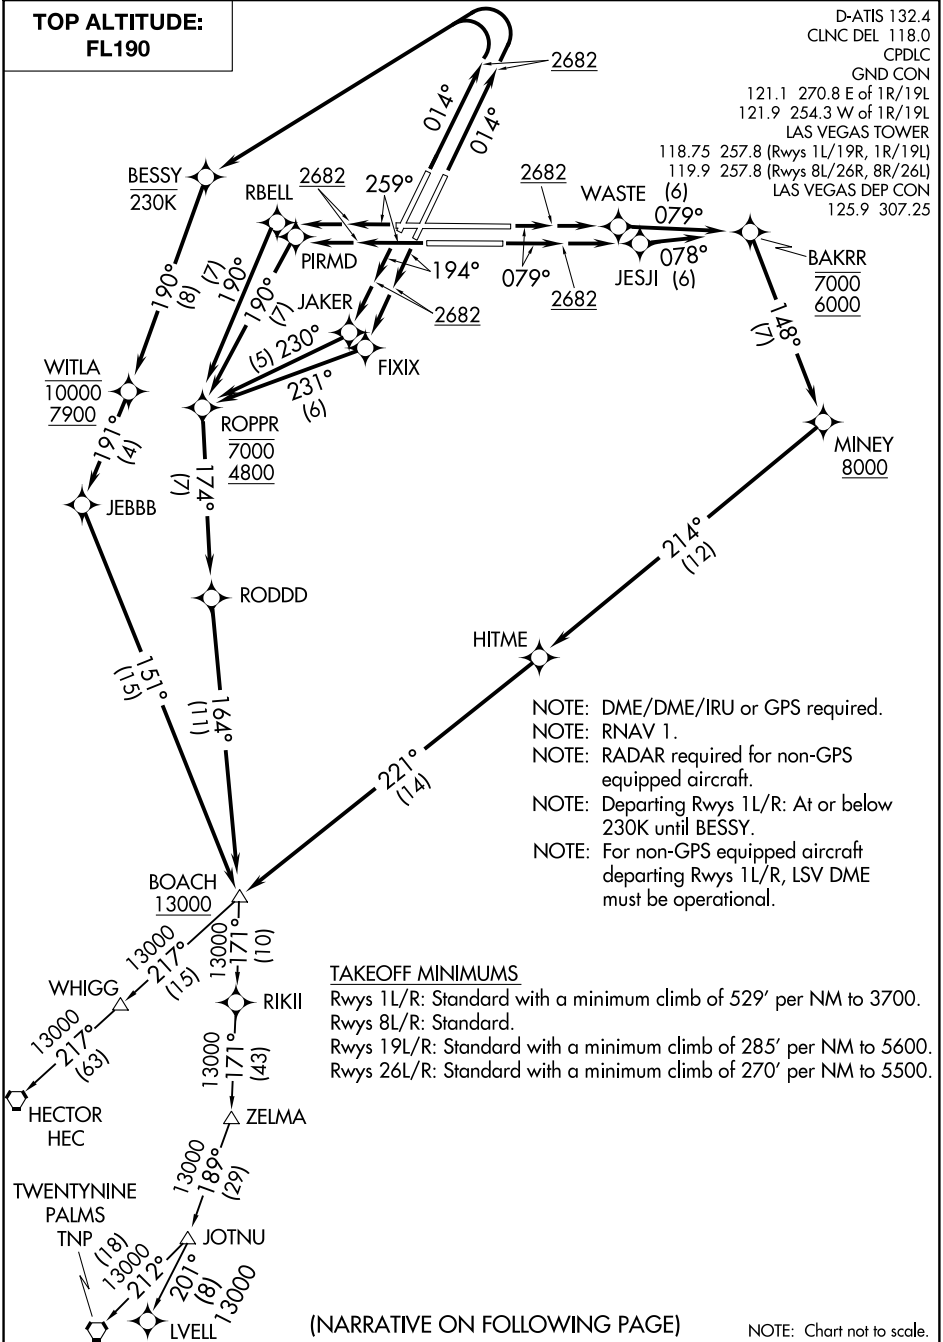 TOP ALTITUDE:
FL190
D-ATIS 132.4
CLNC DEL 118.0
CPDLC
GND CON
121.1 270.8 E of 1R/19L
121.9 254.3 W of 1R/19L
LAS VEGAS TOWER
118.75 257.8 (Rwys 1L/19R, 1R/19L)
119.9 257.8 (Rwys 8L/26R, 8R/26L)
LAS VEGAS DEP CON
125.9 307.25
2682
014°
014°
BESSY
230K
RBELL
2682
259°
2682
WASTE
(6)
079°
PIRMD
194°
079°
2682
JESJI
078°
(6)
BAKRR
7000
6000
190°
(8)
190°
(7)
190°
(7)
JAKER
2682
FIXIX
(5) 230°
231°
(6)
148°
(7)
WITLA
10000
7900
191°
(4)
ROPPR
7000
4800
MINEY
8000
JEBBB
174°
(7)
214°
(12)
RODDD
HITME
151°
(15)
164°
(11)
221°
(14)
NOTE: DME/DME/IRU or GPS required.
NOTE: RNAV 1.
NOTE: RADAR required for non-GPS
equipped aircraft.
NOTE: Departing Rwys 1L/R: At or below
230K until BESSY.
NOTE: For non-GPS equipped aircraft
departing Rwys 1L/R, LSV DME
must be operational.
BOACH
13000
13000
217°
(15)
13000
171°
(10)
WHIGG
RIKII
TAKEOFF MINIMUMS
Rwys 1L/R: Standard with a minimum climb of 529' per NM to 3700.
Rwys 8L/R: Standard.
Rwys 19L/R: Standard with a minimum climb of 285' per NM to 5600.
Rwys 26L/R: Standard with a minimum climb of 270' per NM to 5500.
13000
217°
(63)
13000
171°
(43)
HECTOR
HEC
ZELMA
13000
189°
(29)
TWENTYNINE
PALMS
TNP
JOTNU
(18)
13000
212°
201°
(8)
13000
LVELL
(NARRATIVE ON FOLLOWING PAGE)
NOTE: Chart not to scale.